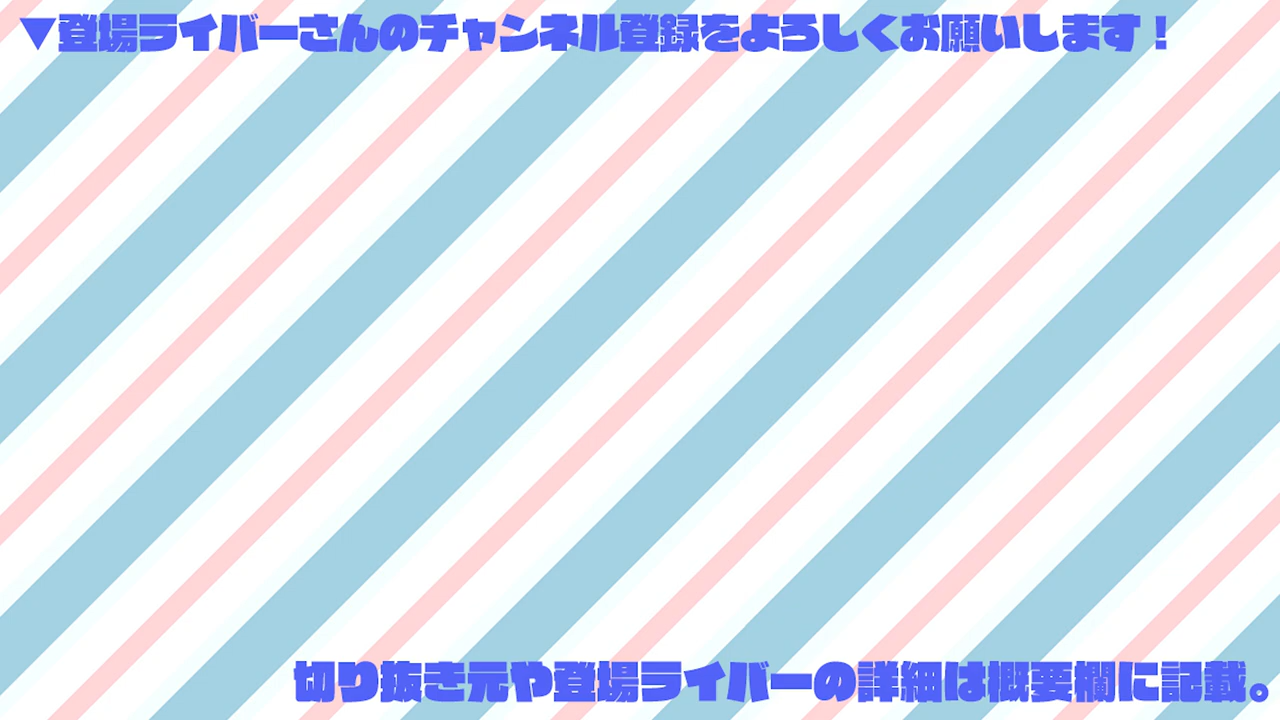 ▼登場ライバーさんのチャンネル登録をよろしくお願いします！
切り抜き元や登場ライバーの詳細は概要欄に記載。